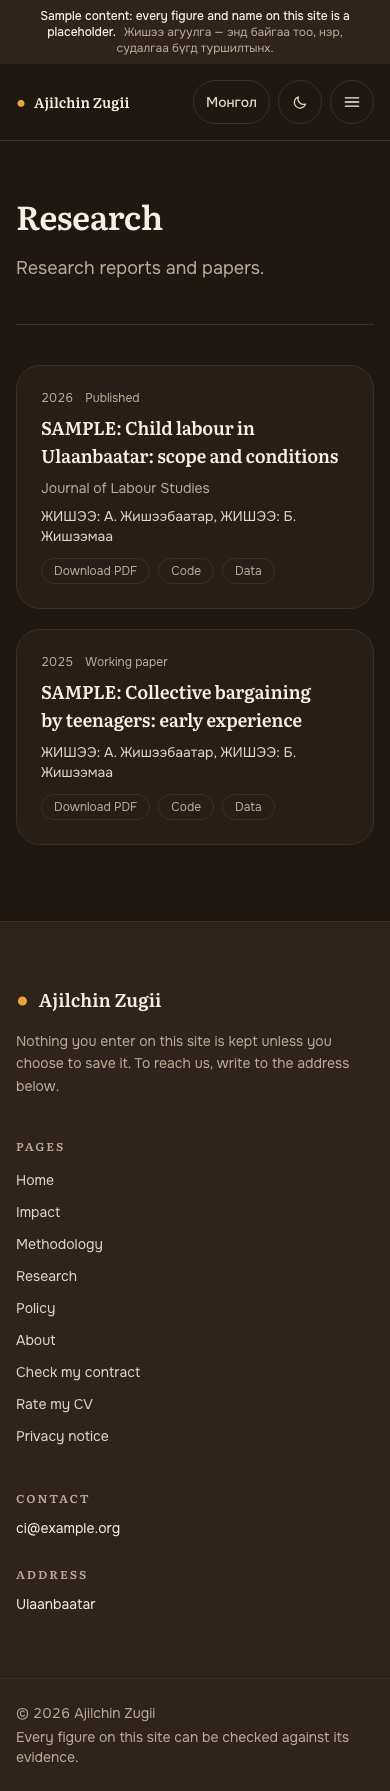 Sample content: every figure and name on this site is a
placeholder. Жишээ агуулга — энд байгаа тоо, нэр,
судалгаа бүгд туршилтынх.
Ajilchin Zugii
Монгол
Research
Research reports and papers.
2026 Published
SAMPLE: Child labour in
Ulaanbaatar: scope and conditions
Journal of Labour Studies
ЖИШЭЭ: А. Жишээбаатар, ЖИШЭЭ: Б.
Жишээмаа
Download PDF Code Data
2025 Working paper
SAMPLE: Collective bargaining
by teenagers: early experience
ЖИШЭЭ: А. Жишээбаатар, ЖИШЭЭ: Б.
Жишээмаа
Download PDF Code Data
Ajilchin Zugii
Nothing you enter on this site is kept unless you
choose to save it. To reach us, write to the address
below.
PAGES
Home
Impact
Methodology
Research
Policy
About
Check my contract
Rate my CV
Privacy notice
CONTACT
ci@example.org
ADDRESS
Ulaanbaatar
© 2026 Ajilchin Zugii
Every figure on this site can be checked against its
evidence.